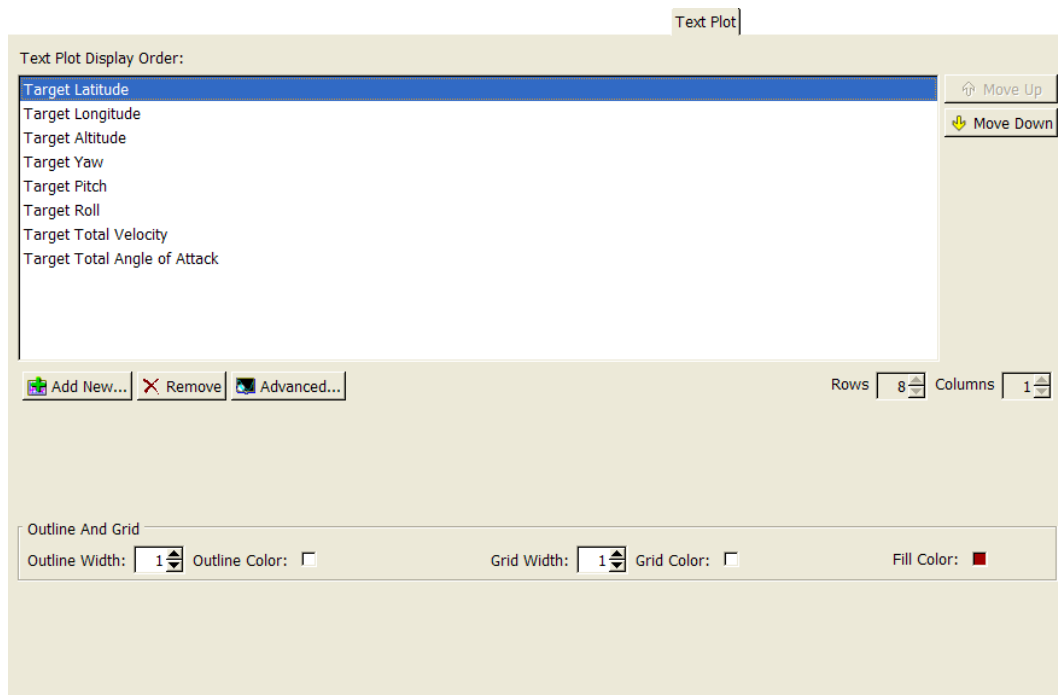 Text Plot
Text Plot Display Order:
Target Latitude
Move Up
Target Longitude
Move Down
Target Altitude
Target Yaw
Target Pitch
Target Roll
Target Total Velocity
Target Total Angle of Attack
Add New... Remove Advanced... Rows 8 Columns 1
Outline And Grid
Outline Width: 1 Outline Color: Grid Width: 1 Grid Color: Fill Color: